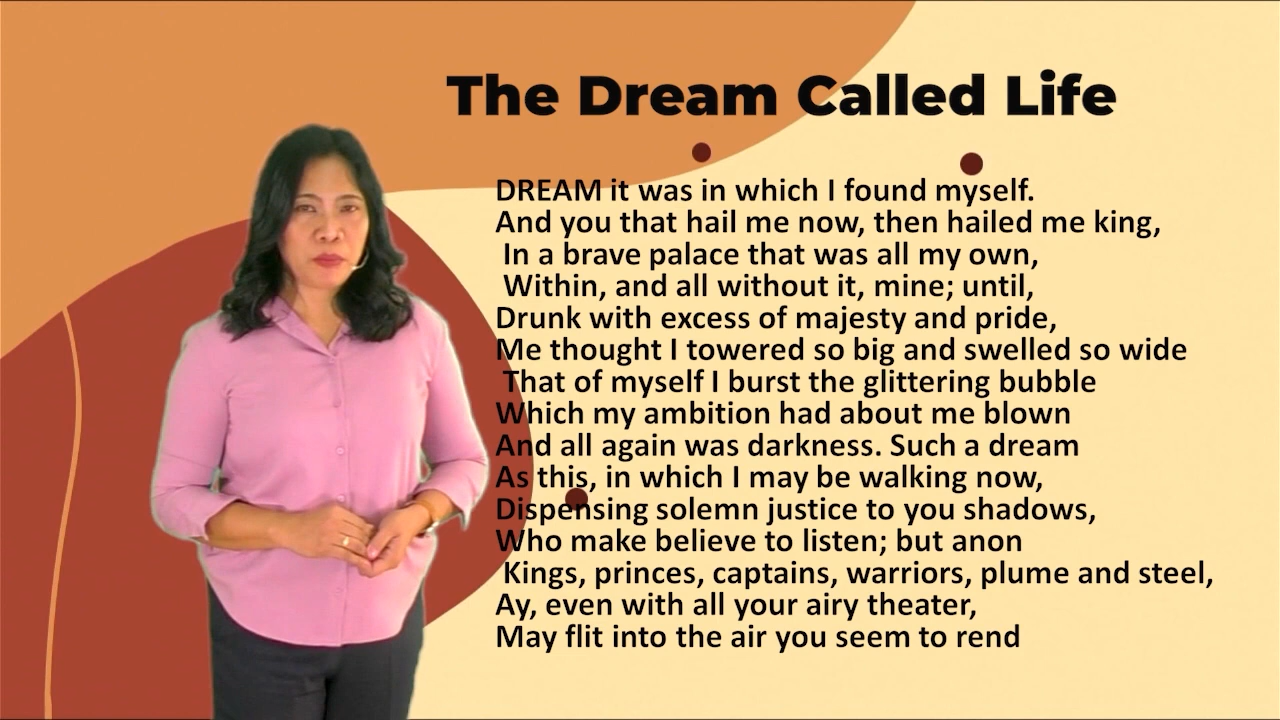 The Dream Called Life
DREAM it was in which I found myself.
And you that hail me now, then hailed me king,
In a brave palace that was all my own,
Within, and all without it, mine; until,
Drunk with excess of majesty and pride,
Me thought I towered so big and swelled so wide
That of myself I burst the glittering bubble
Which my ambition had about me blown
And all again was darkness. Such a dream
As this, in which I may be walking now,
Dispensing solemn justice to you shadows,
Who make believe to listen; but anon
Kings, princes, captains, warriors, plume and steel,
Ay, even with all your airy theater,
May flit into the air you seem to rend